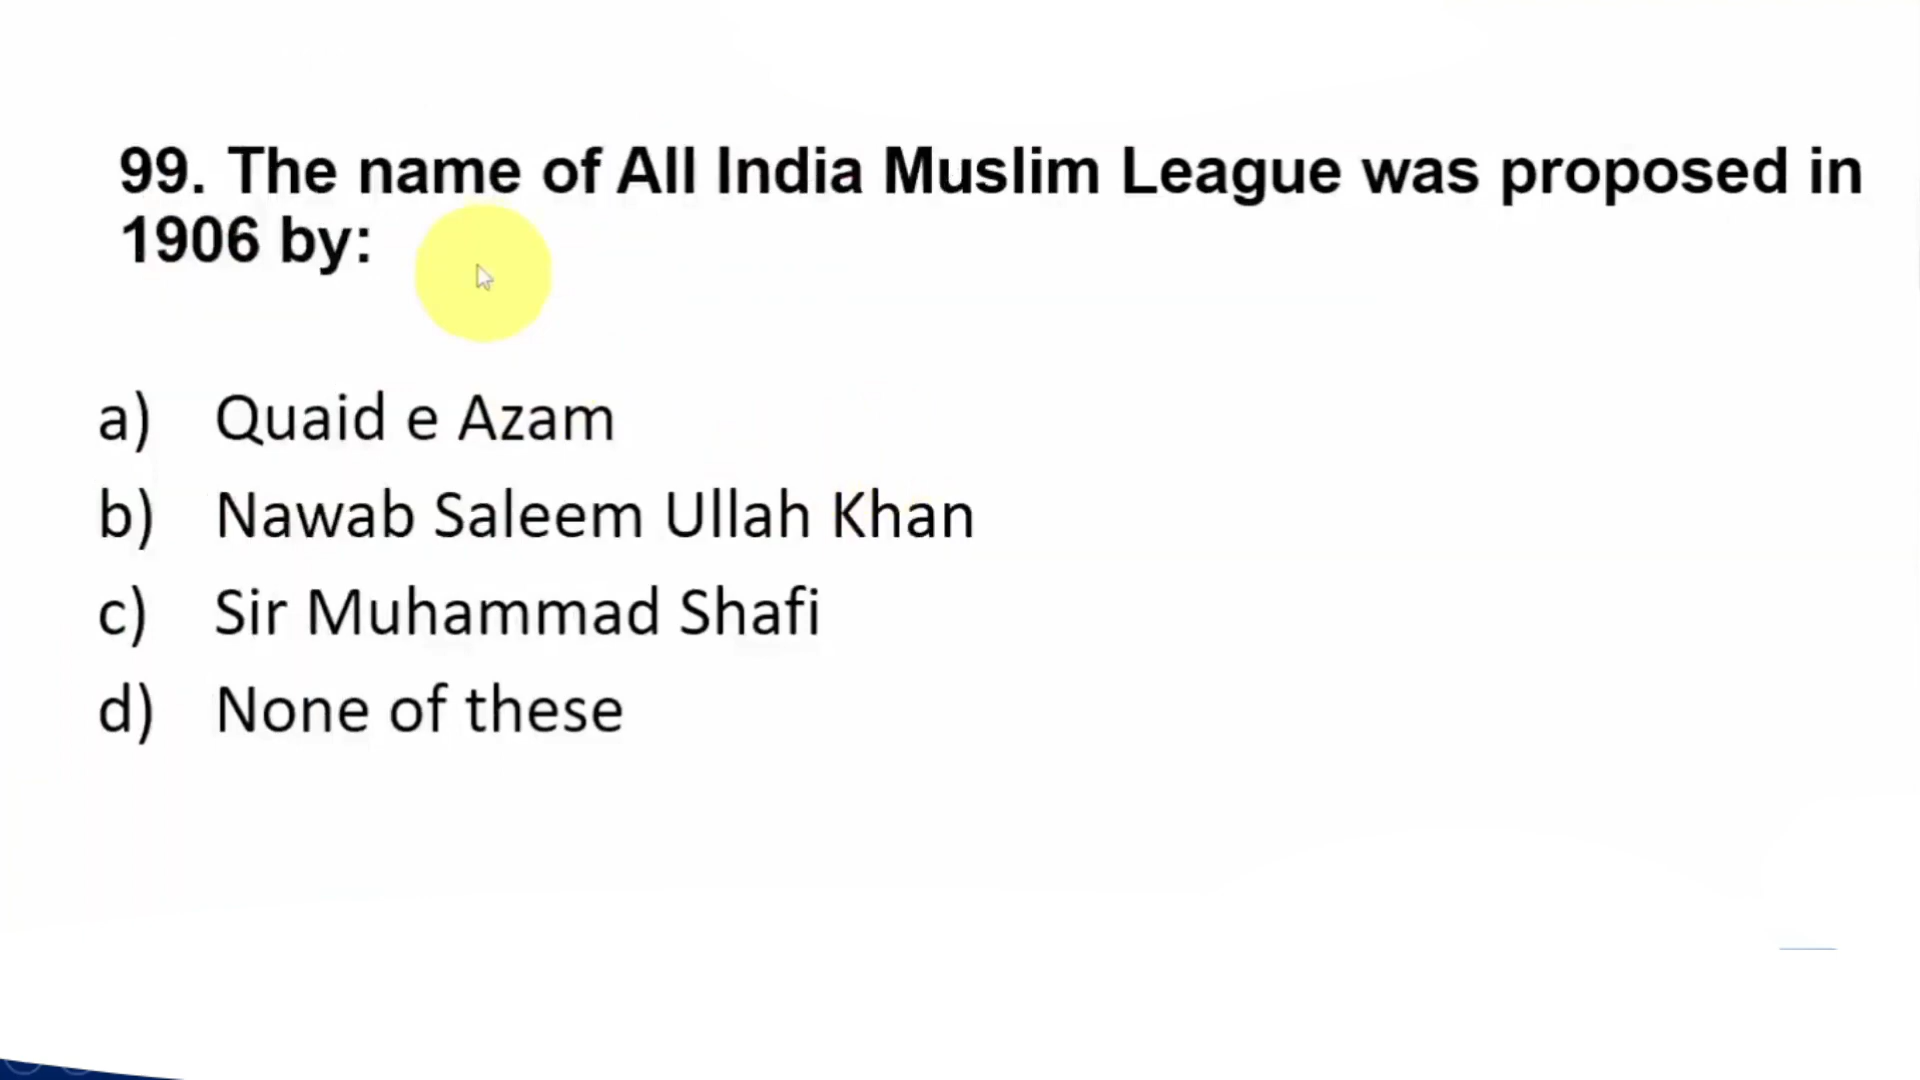 99. The name of All India Muslim League was proposed in
1906 by:
a) Quaid e Azam
b) Nawab Saleem Ullah Khan
c) Sir Muhammad Shafi
d) None of these